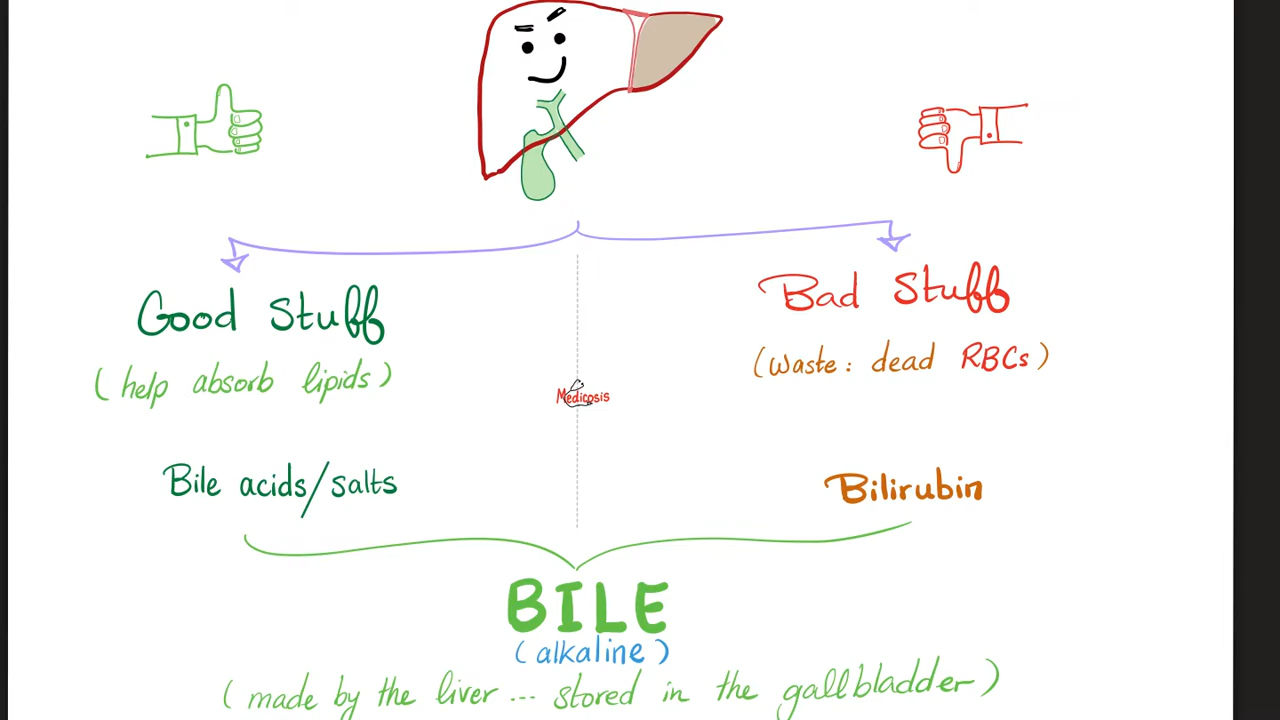 Good Stuff
(help absorb lipids)
Bile acids/salts
Bad Stuff
(waste: dead RBCs)
Bilirubin
Medicosis
BILE
(alkaline)
(made by the liver ... stored in the gallbladder)